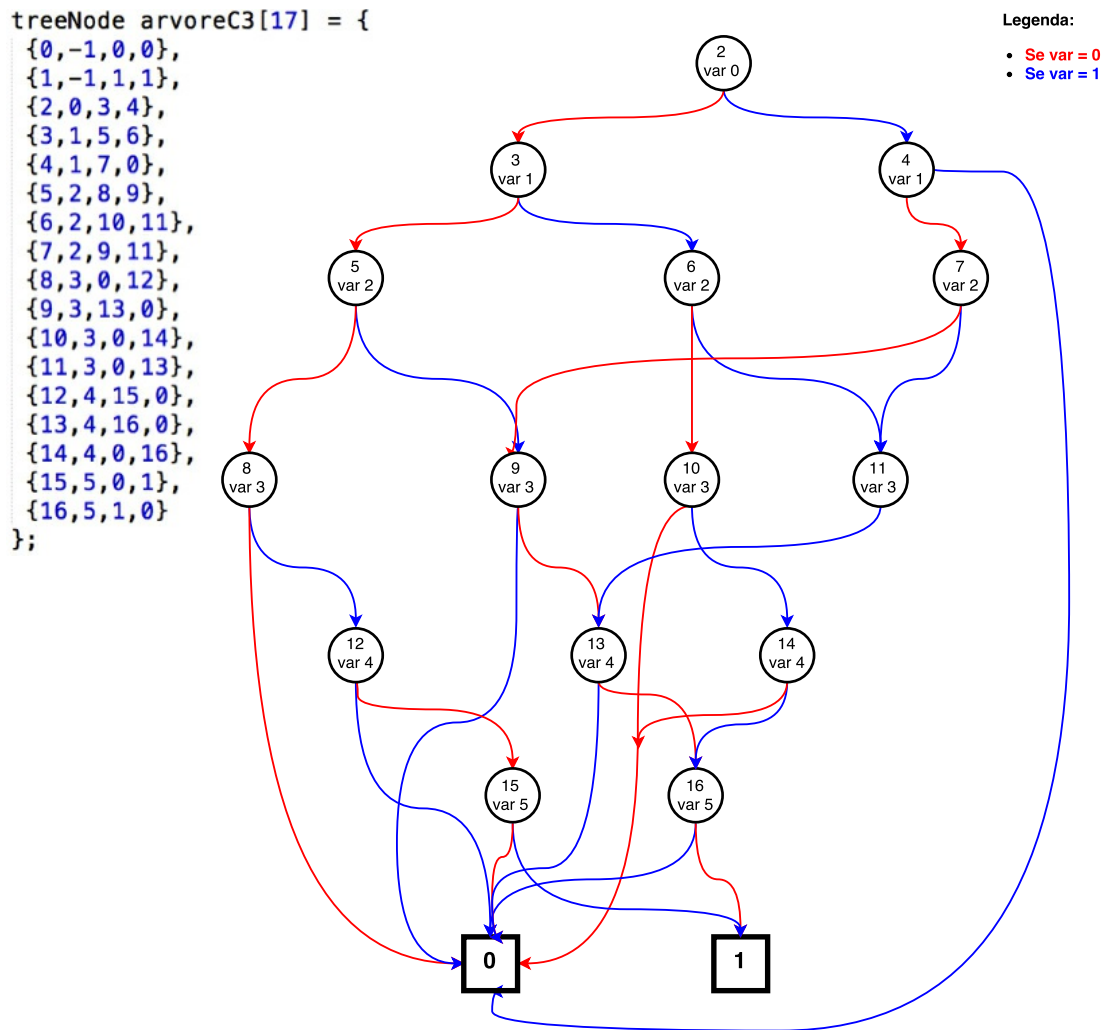 treeNode arvoreC3[17] = {
{0,-1,0,0},
{1,-1,1,1},
{2,0,3,4},
{3,1,5,6},
{4,1,7,0},
{5,2,8,9},
{6,2,10,11},
{7,2,9,11},
{8,3,0,12},
{9,3,13,0},
{10,3,0,14},
{11,3,0,13},
{12,4,15,0},
{13,4,16,0},
{14,4,0,16},
{15,5,0,1},
{16,5,1,0}
};
Legenda:
• Se var = 0
• Se var = 1
2
var 0
3
var 1
4
var 1
5
var 2
6
var 2
7
var 2
8
var 3
9
var 3
10
var 3
11
var 3
12
var 4
13
var 4
14
var 4
15
var 5
16
var 5
0
1